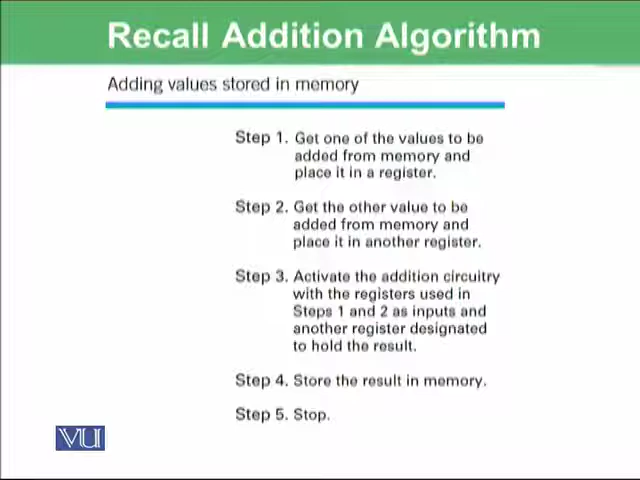 Recall Addition Algorithm
Adding values stored in memory
Step 1. Get one of the values to be
added from memory and
place it in a register.
Step 2. Get the other value to be
added from memory and
place it in another register.
Step 3. Activate the addition circuitry
with the registers used in
Steps 1 and 2 as inputs and
another register designated
to hold the result.
Step 4. Store the result in memory.
Step 5. Stop.
VU